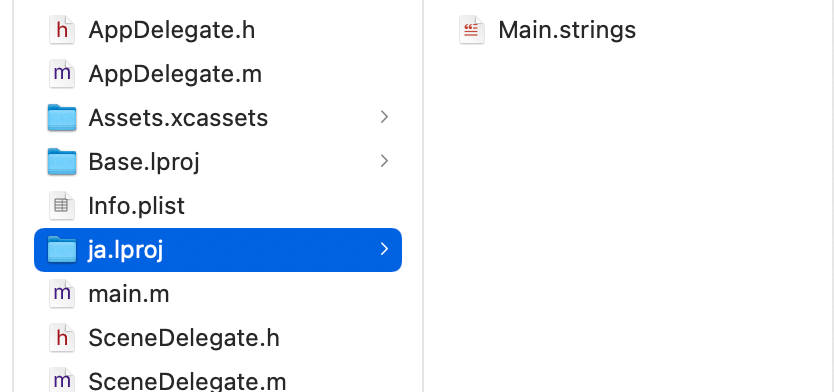 AppDelegate.h
AppDelegate.m
Assets.xcassets
Base.lproj
Info.plist
ja.lproj
main.m
SceneDelegate.h
SceneDelegate.m
Main.strings